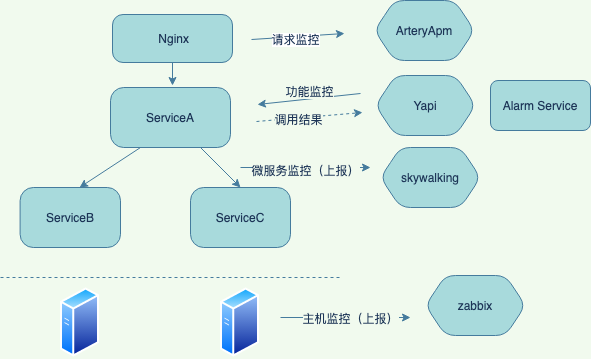 Nginx
请求监控
ArteryApm
功能监控
ServiceA
调用结果
Yapi
Alarm Service
微服务监控（上报）
skywalking
ServiceB
ServiceC
主机监控（上报）
zabbix